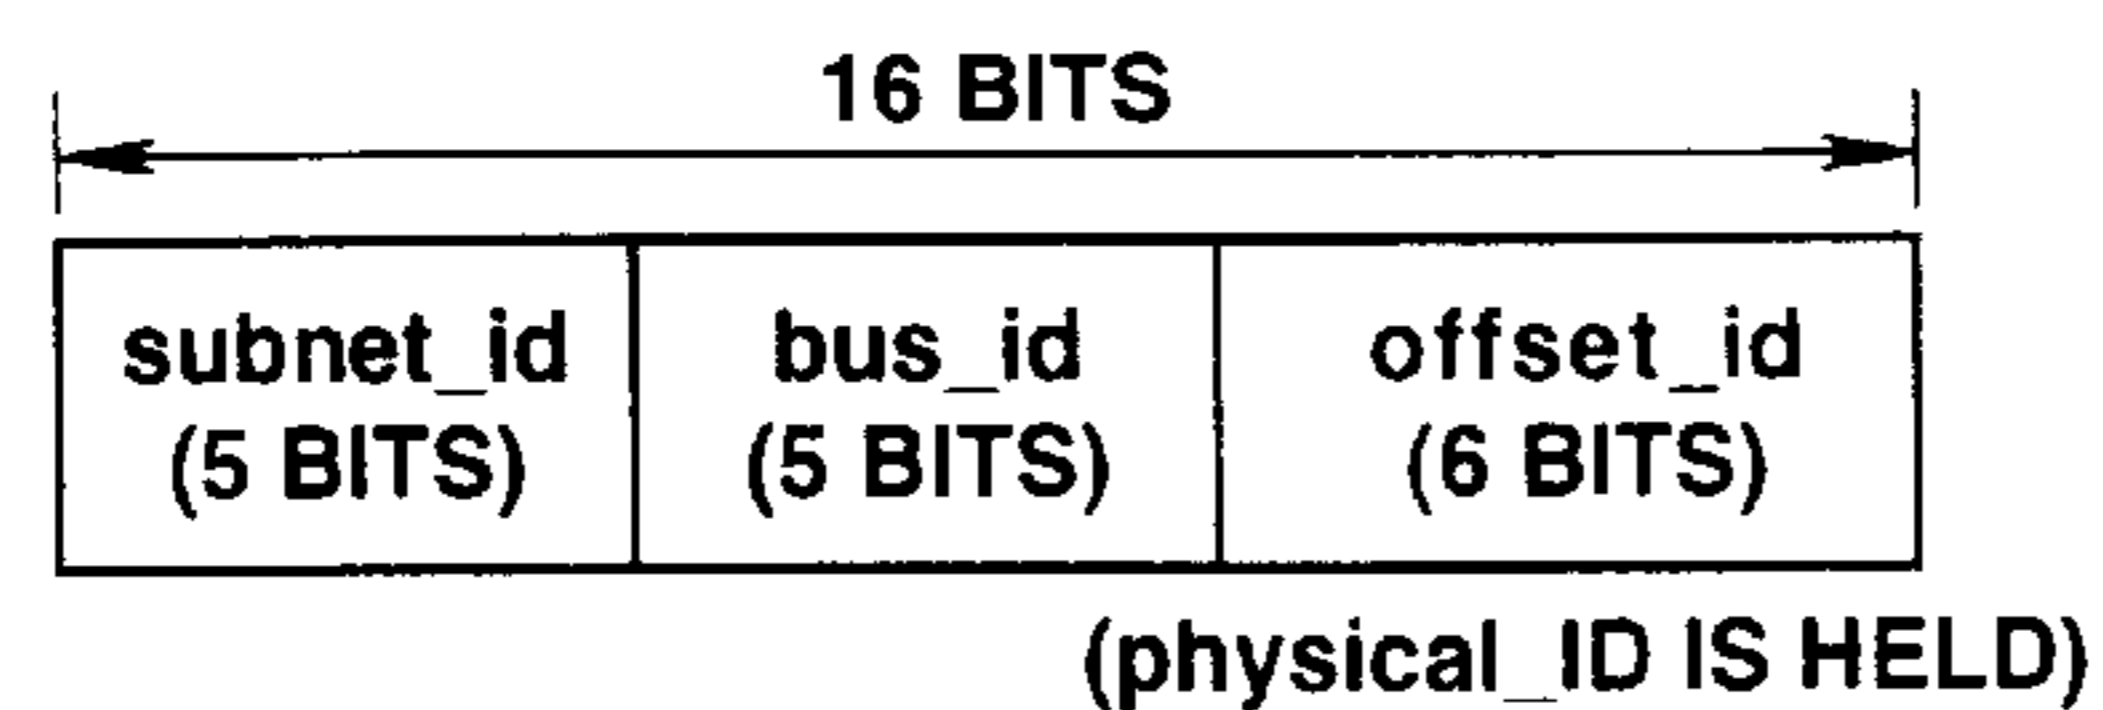 16 BITS
subnet_id bus_id offset_id
(5 BITS) (5 BITS) (6 BITS)
(physical_ID IS HELD)